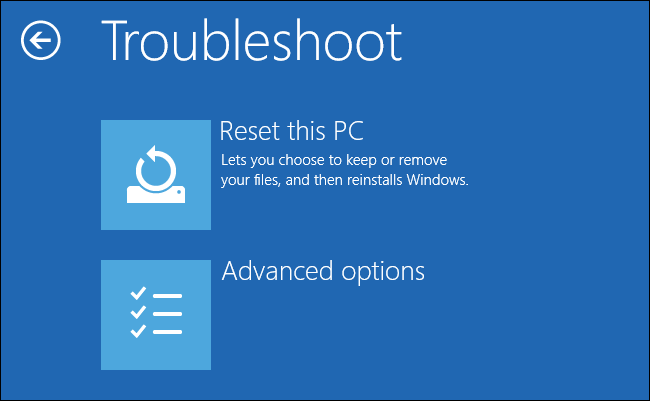 Troubleshoot
Reset this PC
Lets you choose to keep or remove
your files, and then reinstalls Windows.
Advanced options